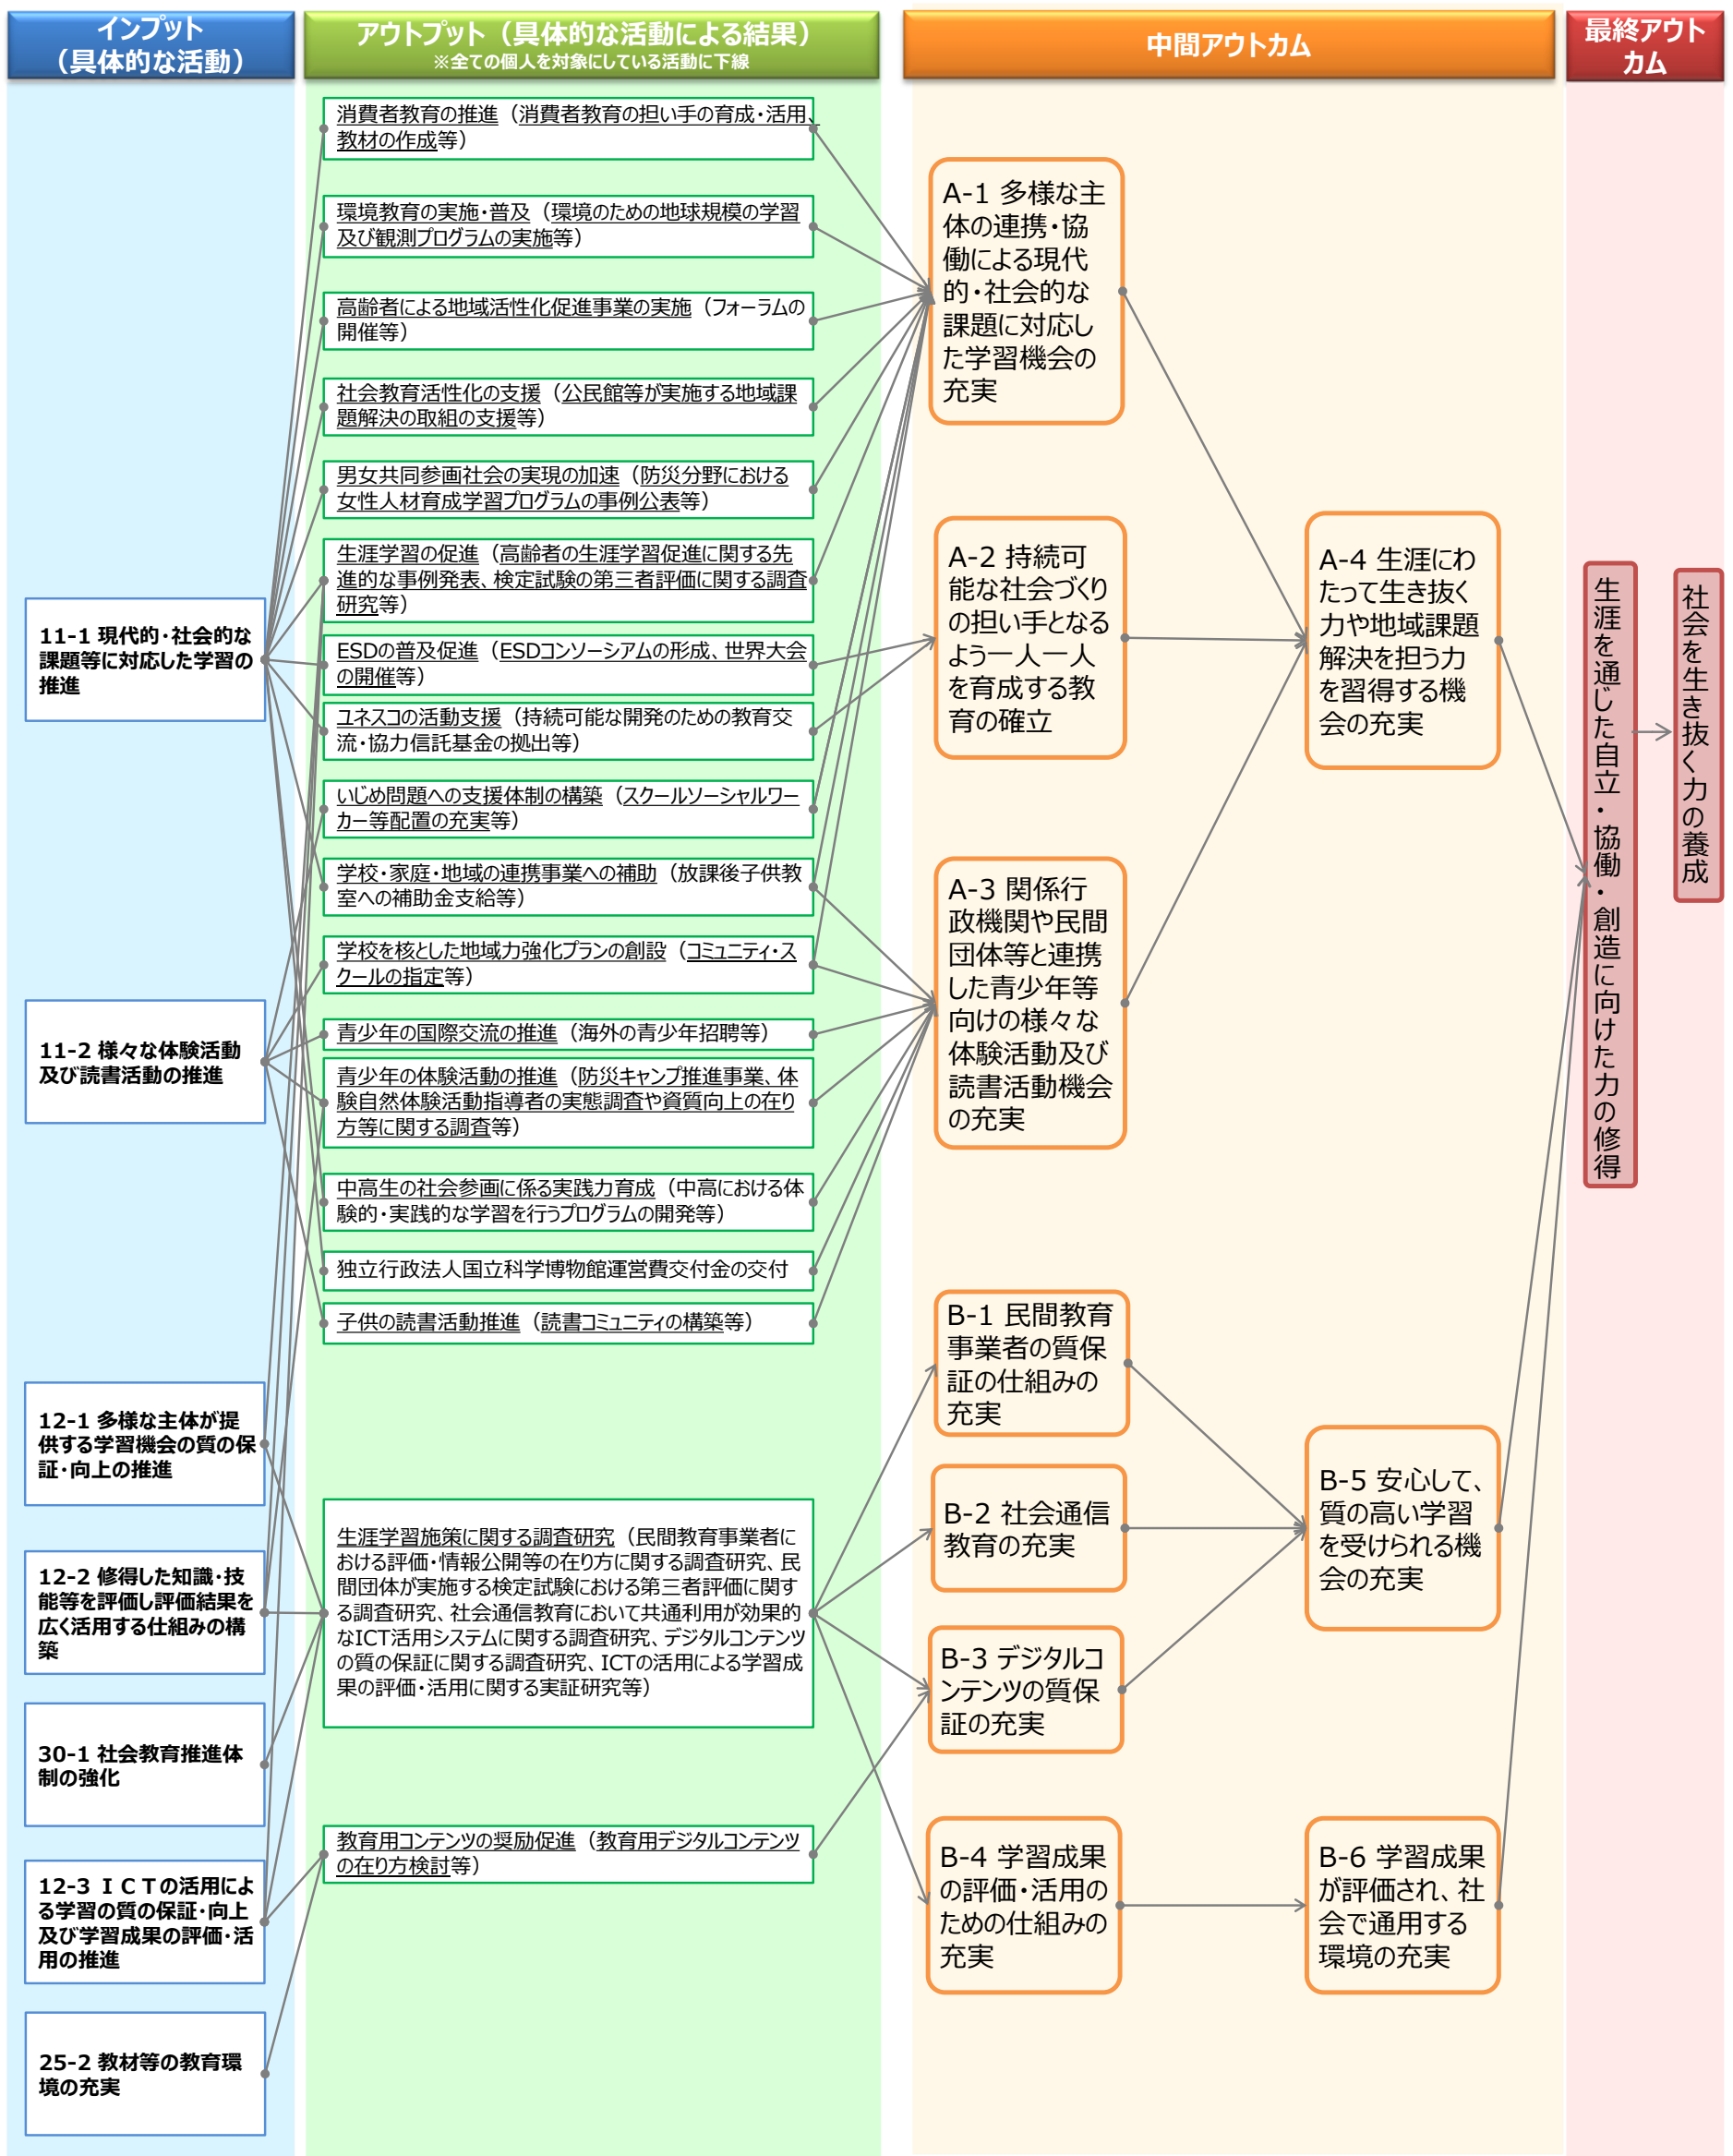 インプット
（具体的な活動）
アウトプット（具体的な活動による結果）
※全ての個人を対象にしている活動に下線
中間アウトカム
最終アウト
カム
11-1 現代的・社会的な
課題等に対応した学習の
推進
11-2 様々な体験活動
及び読書活動の推進
12-1 多様な主体が提
供する学習機会の質の保
証・向上の推進
12-2 修得した知識・技
能等を評価し評価結果を
広く活用する仕組みの構
築
30-1 社会教育推進体
制の強化
12-3 ＩＣＴの活用によ
る学習の質の保証・向上
及び学習成果の評価・活
用の推進
25-2 教材等の教育環
境の充実
消費者教育の推進（消費者教育の担い手の育成・活用、
教材の作成等）
環境教育の実施・普及（環境のための地球規模の学習
及び観測プログラムの実施等）
高齢者による地域活性化促進事業の実施（フォーラムの
開催等）
社会教育活性化の支援（公民館等が実施する地域課
題解決の取組の支援等）
男女共同参画社会の実現の加速（防災分野における
女性人材育成学習プログラムの事例公表等）
生涯学習の促進（高齢者の生涯学習促進に関する先
進的な事例発表、検定試験の第三者評価に関する調査
研究等）
ESDの普及促進（ESDコンソーシアムの形成、世界大会
の開催等）
ユネスコの活動支援（持続可能な開発のための教育交
流・協力信託基金の拠出等）
いじめ問題への支援体制の構築（スクールソーシャルワー
カー等配置の充実等）
学校・家庭・地域の連携事業への補助（放課後子供教
室への補助金支給等）
学校を核とした地域力強化プランの創設（コミュニティ・ス
クールの指定等）
青少年の国際交流の推進（海外の青少年招聘等）
青少年の体験活動の推進（防災キャンプ推進事業、体
験自然体験活動指導者の実態調査や資質向上の在り
方等に関する調査等）
中高生の社会参画に係る実践力育成（中高における体
験的・実践的な学習を行うプログラムの開発等）
独立行政法人国立科学博物館運営費交付金の交付
子供の読書活動推進（読書コミュニティの構築等）
生涯学習施策に関する調査研究（民間教育事業者に
おける評価・情報公開等の在り方に関する調査研究、民
間団体が実施する検定試験における第三者評価に関す
る調査研究、社会通信教育において共通利用が効果的
なICT活用システムに関する調査研究、デジタルコンテンツ
の質の保証に関する調査研究、ICTの活用による学習成
果の評価・活用に関する実証研究等）
教育用コンテンツの奨励促進（教育用デジタルコンテンツ
の在り方検討等）
A-1 多様な主
体の連携・協
働による現代
的・社会的な
課題に対応し
た学習機会の
充実
A-2 持続可
能な社会づくり
の担い手となる
よう一人一人
を育成する教
育の確立
A-3 関係行
政機関や民間
団体等と連携
した青少年等
向けの様々な
体験活動及び
読書活動機会
の充実
B-1 民間教育
事業者の質保
証の仕組みの
充実
B-2 社会通信
教育の充実
B-3 デジタルコ
ンテンツの質保
証の充実
B-4 学習成果
の評価・活用の
ための仕組みの
充実
A-4 生涯にわ
たって生き抜く
力や地域課題
解決を担う力
を習得する機
会の充実
B-5 安心して、
質の高い学習
を受けられる機
会の充実
B-6 学習成果
が評価され、社
会で通用する
環境の充実
生涯を通じた自立・協働・創造に向けた力の修得
社会を生き抜く力の養成